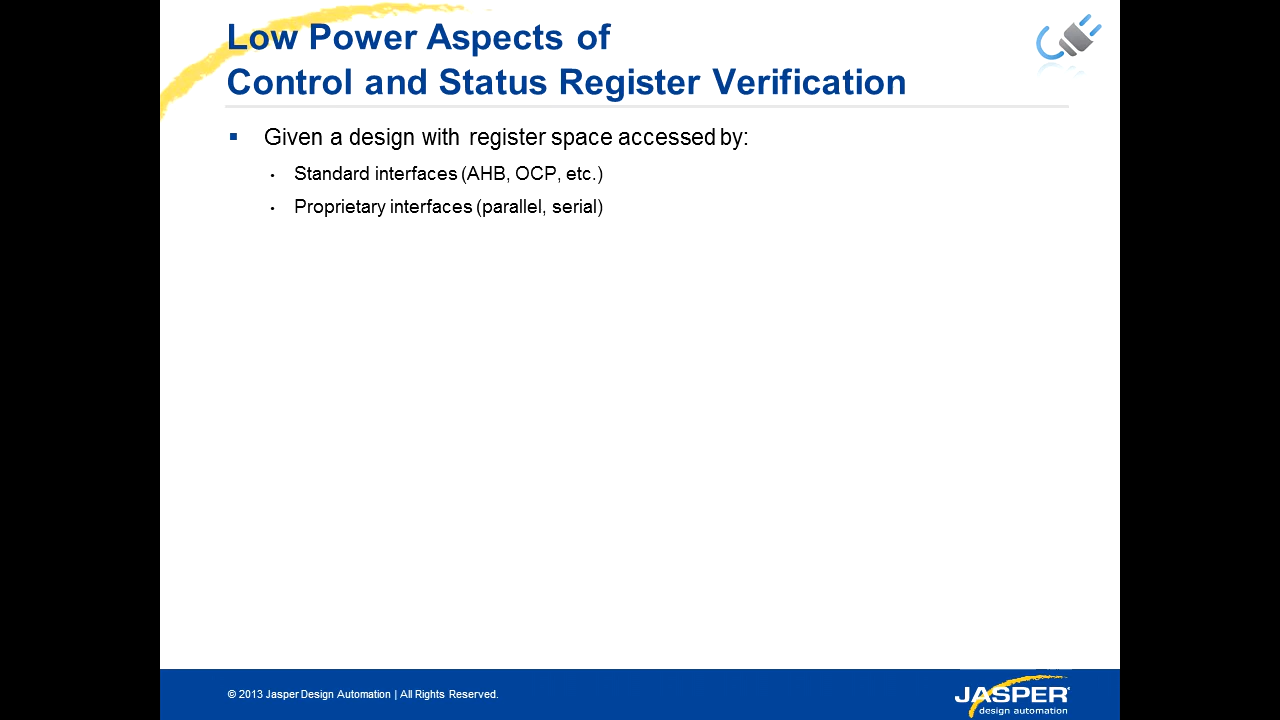 Low Power Aspects of
Control and Status Register Verification
▪ Given a design with register space accessed by:
• Standard interfaces (AHB, OCP, etc.)
• Proprietary interfaces (parallel, serial)
© 2013 Jasper Design Automation | All Rights Reserved.
JASPER®
design automation